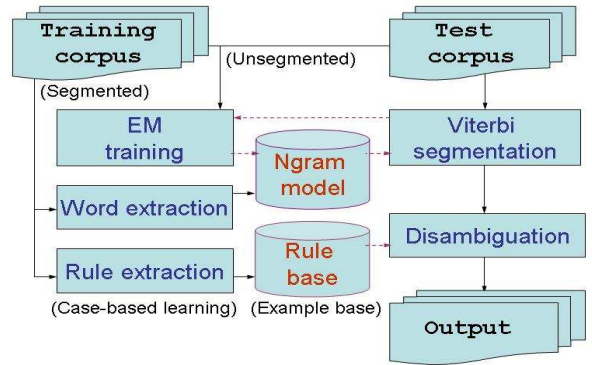 Training
corpus
(Unsegmented)
Test
corpus
(Segmented)
EM
training
Ngram
model
Viterbi
segmentation
Word extraction
Rule extraction
Rule
base
Disambiguation
(Case-based learning)
(Example base)
Output